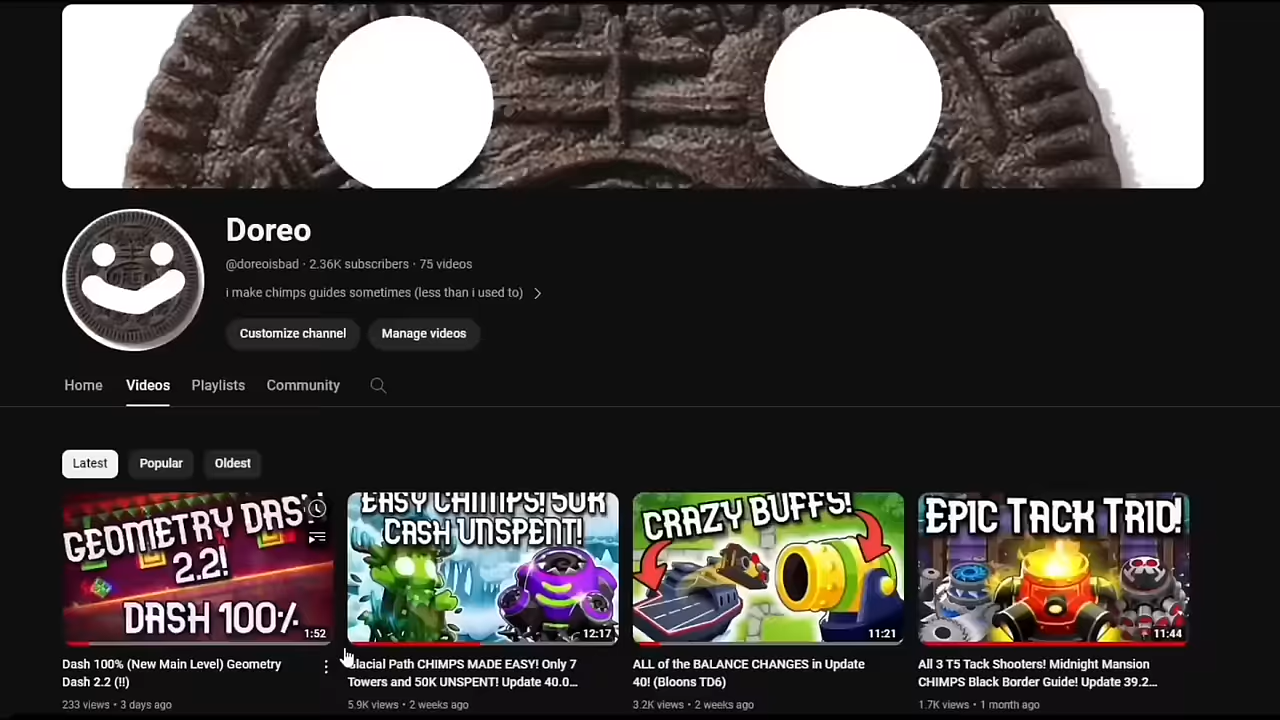 Doreo
@doreoisbad · 2.36K subscribers · 75 videos
i make chimps guides sometimes (less than i used to)
Customize channel
Manage videos
Home
Videos
Playlists
Community
Latest
Popular
Oldest
GEOMETRY DASH
2.2!
DASH 100%
1:52
EASY CHIMPS! 50K
CASH UNSPENT!
12:17
CRAZY BUFFS!
11:21
EPIC TACK TRIO!
11:44
Dash 100% (New Main Level) Geometry
Dash 2.2 (!!)
233 views • 3 days ago
Glacial Path CHIMPS MADE EASY! Only 7
Towers and 50K UNSPENT! Update 40.0...
5.9K views • 2 weeks ago
ALL of the BALANCE CHANGES in Update
40! (Bloons TD6)
3.2K views • 2 weeks ago
All 3 T5 Tack Shooters! Midnight Mansion
CHIMPS Black Border Guide! Update 39.2...
1.7K views • 1 month ago